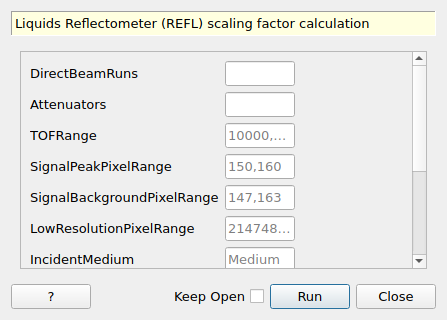 Liquids Reflectometer (REFL) scaling factor calculation
DirectBeamRuns
Attenuators
TOFRange 10000,...
SignalPeakPixelRange 150,160
SignalBackgroundPixelRange 147,163
LowResolutionPixelRange 214748...
IncidentMedium Medium
? Keep Open Run Close